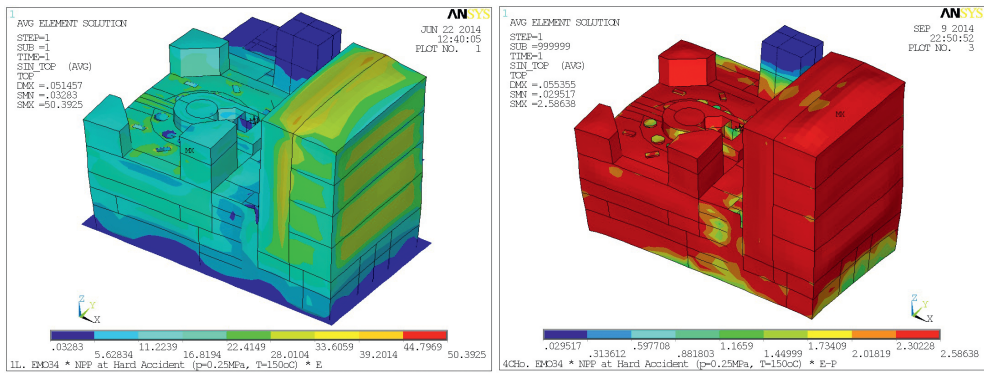 1
ANSYS
AVG ELEMENT SOLUTION
JUN 22 2014
12:40:05
PLOT NO. 1
STEP=1
SUB =1
TIME=1
SIN_TOP (AVG)
TOP
DMX =.051457
SMN =.03283
SMX =50.3925
MX
Z
Y
X
.03283 11.2239 22.4149 33.6059 44.7969
5.62834 16.8194 28.0104 39.2014 50.3925
1L. EMO34 * NPP at Hard Accident (p=0.25MPa, T=150oC) * E
1
ANSYS
AVG ELEMENT SOLUTION
SEP 9 2014
22:50:52
PLOT NO. 3
STEP=1
SUB =999999
TIME=1
SIN_TOP (AVG)
TOP
DMX =.055355
SMN =.029517
SMX =2.58638
MX
Z
Y
X
.029517 .597708 1.1659 1.73409 2.30228
.313612 .881803 1.44999 2.01819 2.58638
4CHo. EMO34 * NPP at Hard Accident (p=0.25MPa, T=150oC) * E-P